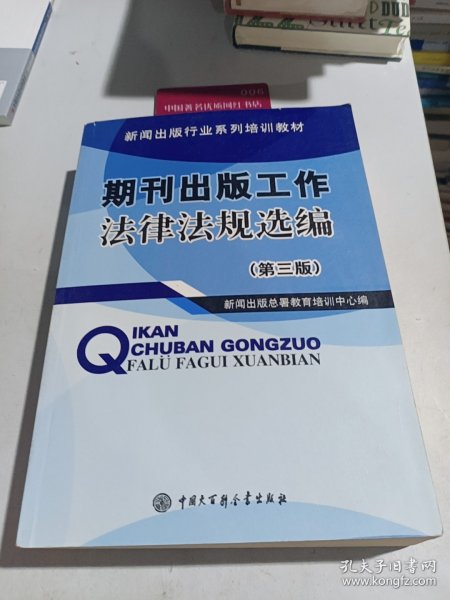 006
中国著名优质网红书店
新闻出版行业系列培训教材
期刊出版工作
法律法规选编
(第三版)
新闻出版总署教育培训中心编
QIKAN
CHUBAN GONGZUO
FALÜ FAGUI XUANBIAN
中国大百科全书出版社
孔夫子旧书网
www.kongfz.com